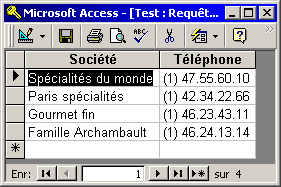 Microsoft Access - [Test : Requêt...
ABC
Société Téléphone
Spécialités du monde (1) 47.55.60.10
Paris spécialités (1) 42.34.22.66
Gourmet fin (1) 46.23.43.11
Famille Archambault (1) 46.24.13.14
Enr: 1 sur 4